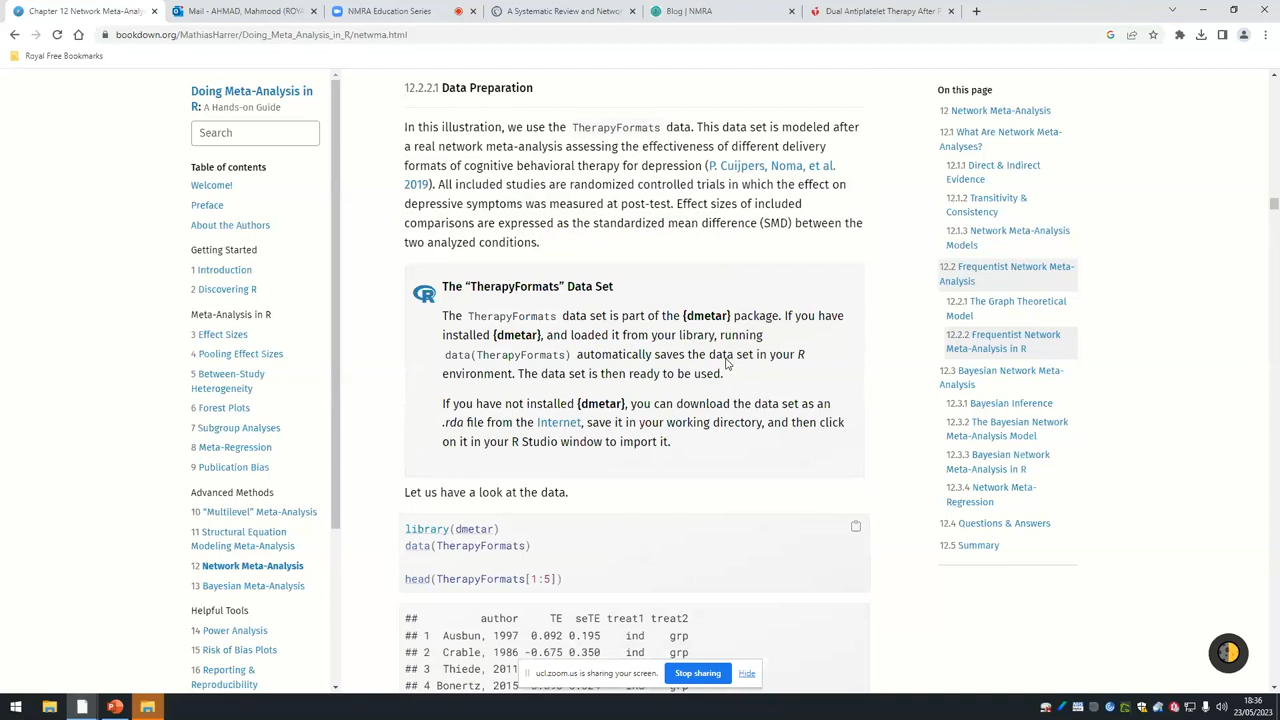 Chapter 12 Network Meta-Analy
Mail - AHMAD, Mahmood (ROYA
NMRA Education Series
A Systematic Review and Networ
Blog | NMRA
Dual Antiplatelet Therapy After P
bookdown.org/MathiasHarrer/Doing_Meta_Analysis_in_R/netwma.html
Royal Free Bookmarks
Doing Meta-Analysis in
R: A Hands-on Guide
Search
Table of contents
Welcome!
Preface
About the Authors
Getting Started
1 Introduction
2 Discovering R
Meta-Analysis in R
3 Effect Sizes
4 Pooling Effect Sizes
5 Between-Study
Heterogeneity
6 Forest Plots
7 Subgroup Analyses
8 Meta-Regression
9 Publication Bias
Advanced Methods
10 “Multilevel” Meta-Analysis
11 Structural Equation
Modeling Meta-Analysis
12 Network Meta-Analysis
13 Bayesian Meta-Analysis
Helpful Tools
14 Power Analysis
15 Risk of Bias Plots
16 Reporting &
Reproducibility
12.2.2.1 Data Preparation
In this illustration, we use the TherapyFormats data. This data set is modeled after
a real network meta-analysis assessing the effectiveness of different delivery
formats of cognitive behavioral therapy for depression (P. Cuijpers, Noma, et al.
2019). All included studies are randomized controlled trials in which the effect on
depressive symptoms was measured at post-test. Effect sizes of included
comparisons are expressed as the standardized mean difference (SMD) between the
two analyzed conditions.
The “TherapyFormats” Data Set
The TherapyFormats data set is part of the {dmetar} package. If you have
installed {dmetar}, and loaded it from your library, running
data(TherapyFormats) automatically saves the data set in your R
environment. The data set is then ready to be used.
If you have not installed {dmetar}, you can download the data set as an
.rda file from the Internet, save it in your working directory, and then click
on it in your R Studio window to import it.
Let us have a look at the data.
library(dmetar)
data(TherapyFormats)
head(TherapyFormats[1:5])
## author TE seTE treat1 treat2
## 1 Ausbun, 1997 0.092 0.195 ind grp
## 2 Crable, 1986 -0.675 0.350 ind grp
## 3 Thiede, 2011
## 4 Bonertz, 2015
ucl.zoom.us is sharing your screen.
Stop sharing
Hide
On this page
12 Network Meta-Analysis
12.1 What Are Network Meta-
Analyses?
12.1.1 Direct & Indirect
Evidence
12.1.2 Transitivity &
Consistency
12.1.3 Network Meta-Analysis
Models
12.2 Frequentist Network Meta-
Analysis
12.2.1 The Graph Theoretical
Model
12.2.2 Frequentist Network
Meta-Analysis in R
12.3 Bayesian Network Meta-
Analysis
12.3.1 Bayesian Inference
12.3.2 The Bayesian Network
Meta-Analysis Model
12.3.3 Bayesian Network
Meta-Analysis in R
12.3.4 Network Meta-
Regression
12.4 Questions & Answers
12.5 Summary
18:36
23/05/2023